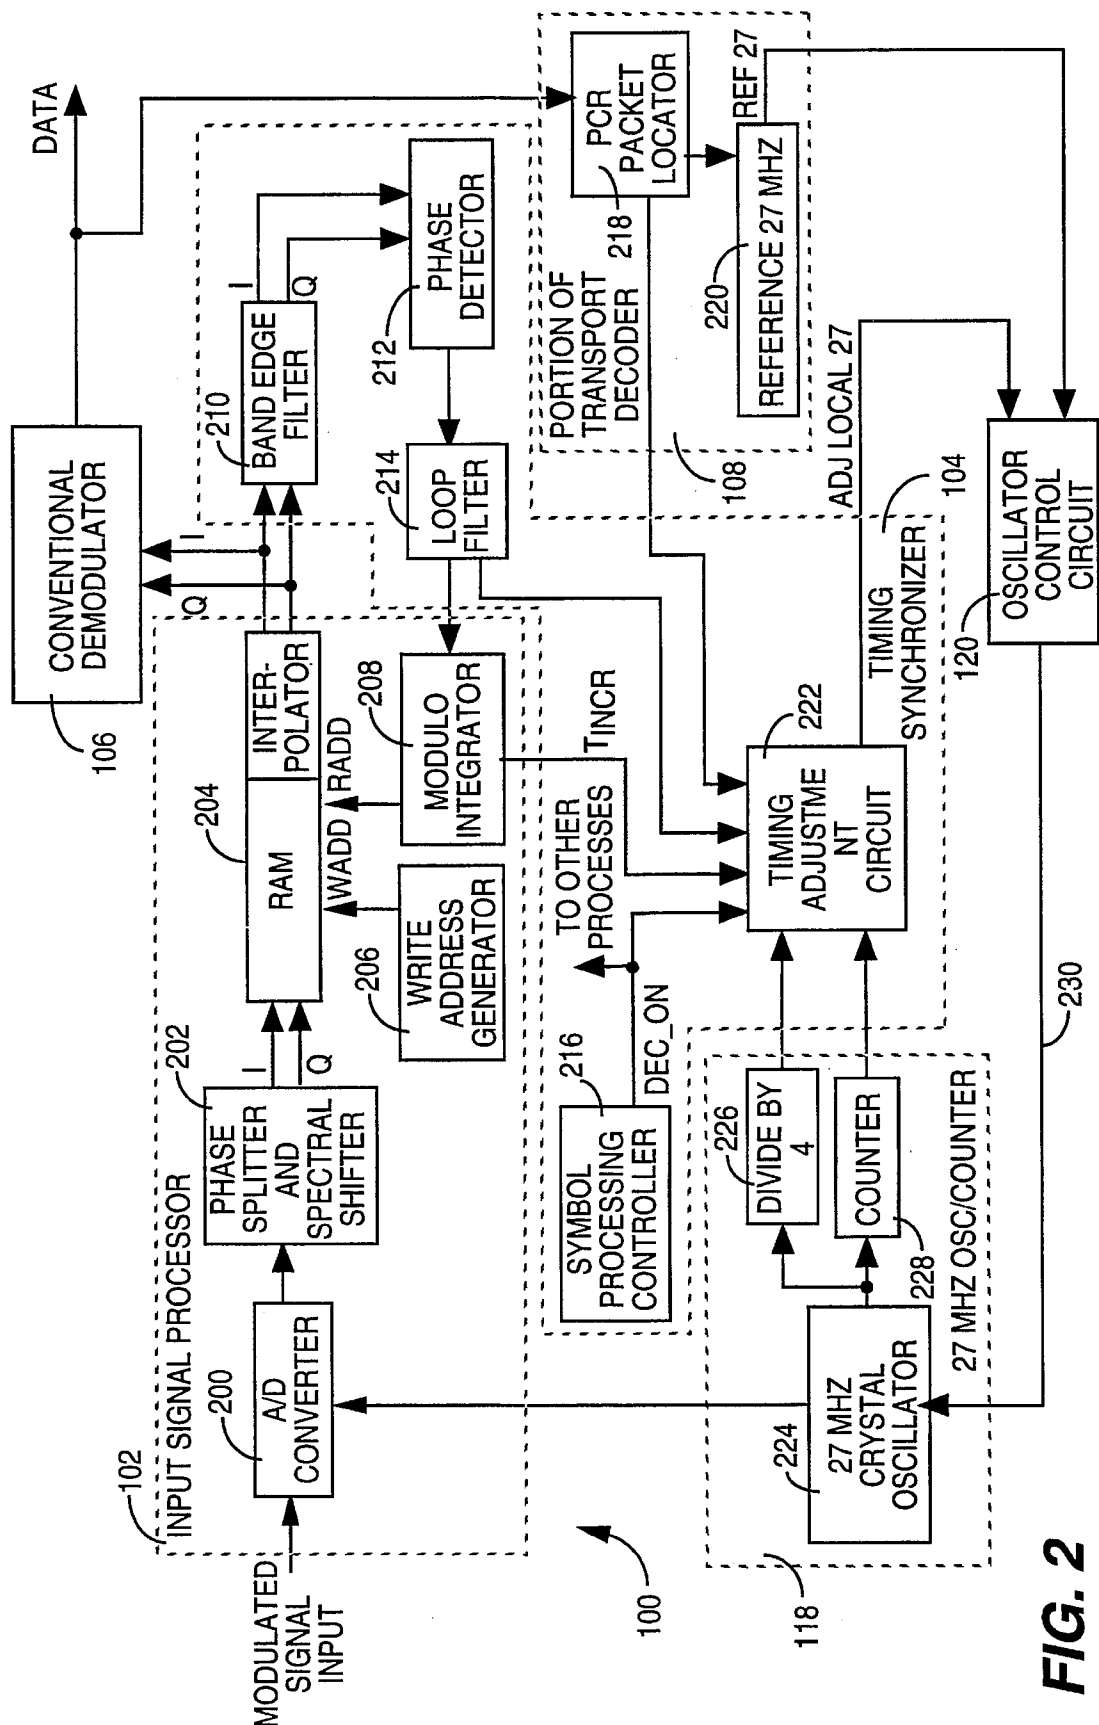 MODULATED
SIGNAL
INPUT
102
INPUT SIGNAL PROCESSOR
200
A/D
CONVERTER
202
PHASE
SPLITTER
AND
SPECTRAL
SHIFTER
I
Q
204
RAM
INTER-
POLATOR
WADD
RADD
206
WRITE
ADDRESS
GENERATOR
208
MODULO
INTEGRATOR
CONVENTIONAL
DEMODULATOR
106
Q
I
DATA
210
BAND EDGE
FILTER
I
Q
212
PHASE
DETECTOR
214
LOOP
FILTER
PORTION OF
TRANSPORT
DECODER
108
PCR
PACKET
LOCATOR
218
220
REFERENCE 27 MHZ
REF 27
216
SYMBOL
PROCESSING
CONTROLLER
DEC_ON
TO OTHER
PROCESSES
TINCR
222
TIMING
ADJUSTME
NT
CIRCUIT
ADJ LOCAL 27
TIMING
SYNCHRONIZER
104
120
OSCILLATOR
CONTROL
CIRCUIT
230
226
DIVIDE BY
4
COUNTER
228
27 MHZ OSC/COUNTER
224
27 MHZ
CRYSTAL
OSCILLATOR
118
100
FIG. 2